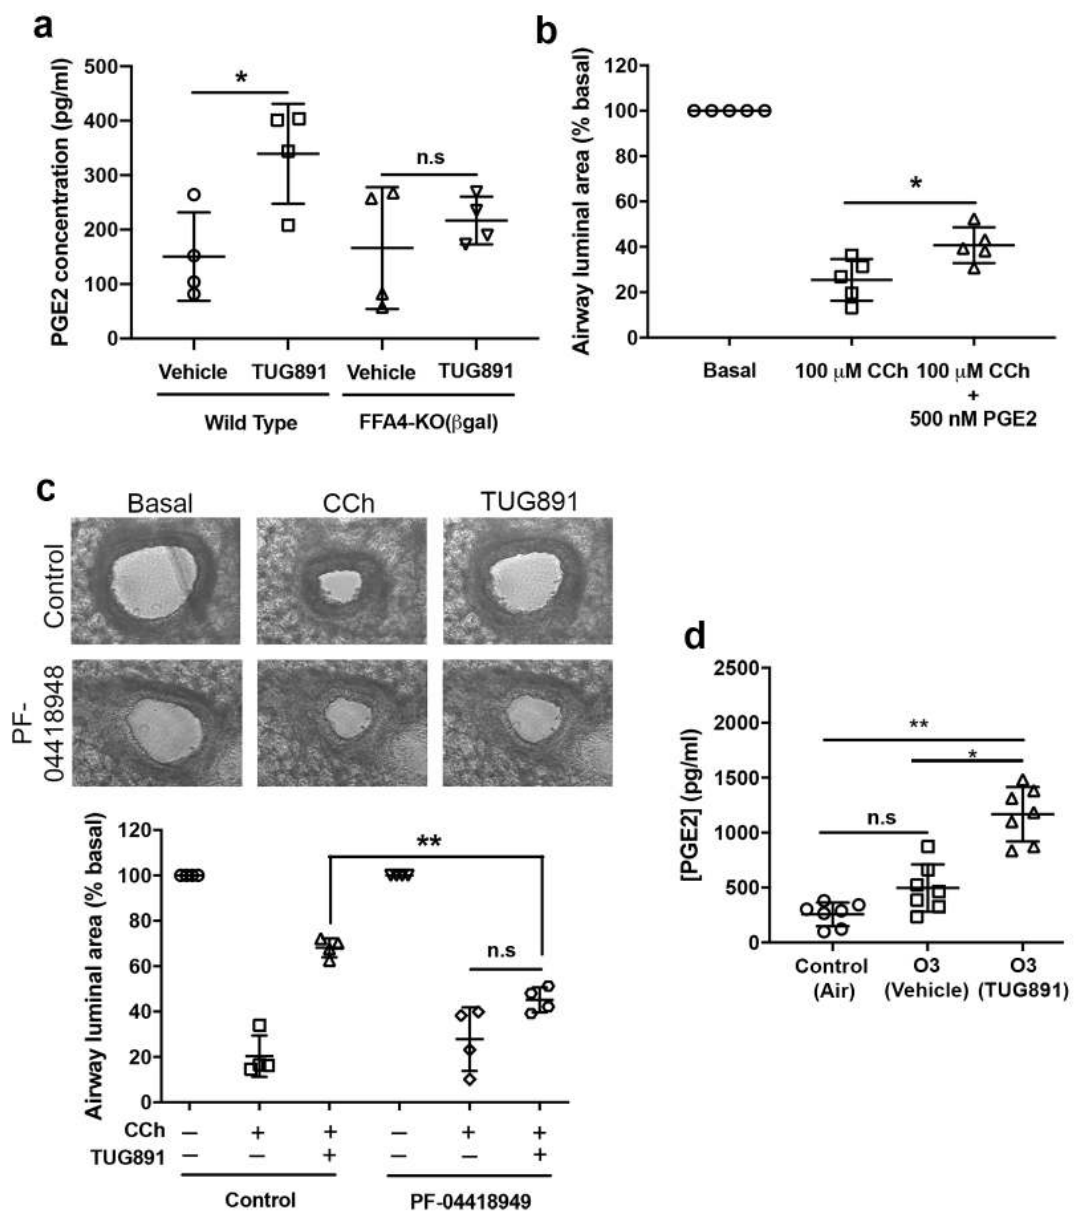 a
PGE2 concentration (pg/ml)
500
400
300
200
100
0
*
n.s
Vehicle TUG891 Vehicle TUG891
Wild Type FFA4-KO(βgal)
b
Airway luminal area (% basal)
120
100
80
60
40
20
0
*
Basal 100 μM CCh 100 μM CCh
+
500 nM PGE2
c
Basal CCh TUG891
Control
PF-
04418948
Airway luminal area (% basal)
120
100
80
60
40
20
0
**
n.s
CCh − + + − + +
TUG891 − − + − − +
Control PF-04418949
d
[PGE2] (pg/ml)
2500
2000
1500
1000
500
0
**
*
n.s
Control O3 O3
(Air) (Vehicle) (TUG891)